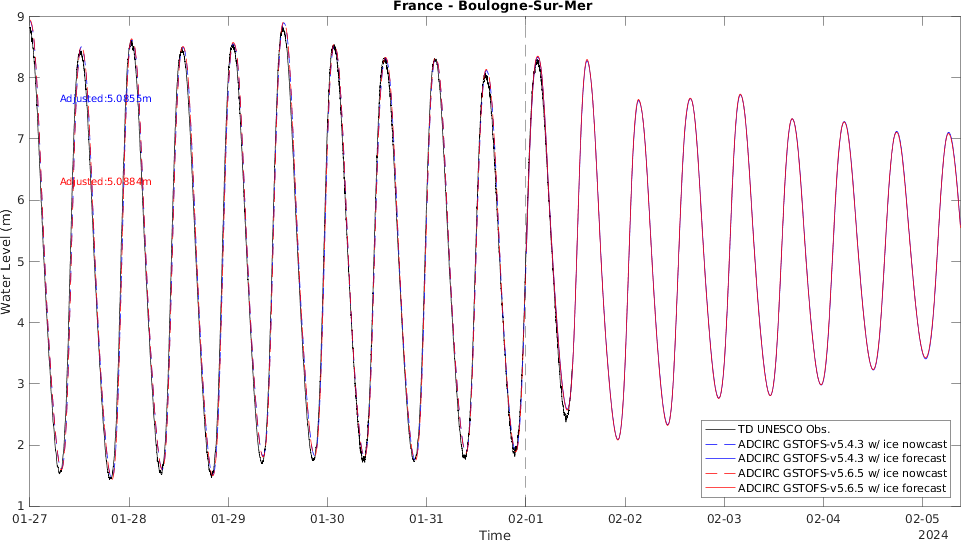 France - Boulogne-Sur-Mer
9
8
Adjusted:5.0855m
7
Adjusted:5.0884m
6
5
4
3
2
1
Water Level (m)
TD UNESCO Obs.
ADCIRC GSTOFS-v5.4.3 w/ ice nowcast
ADCIRC GSTOFS-v5.4.3 w/ ice forecast
ADCIRC GSTOFS-v5.6.5 w/ ice nowcast
ADCIRC GSTOFS-v5.6.5 w/ ice forecast
01-27 01-28 01-29 01-30 01-31 02-01 02-02 02-03 02-04 02-05
Time 2024